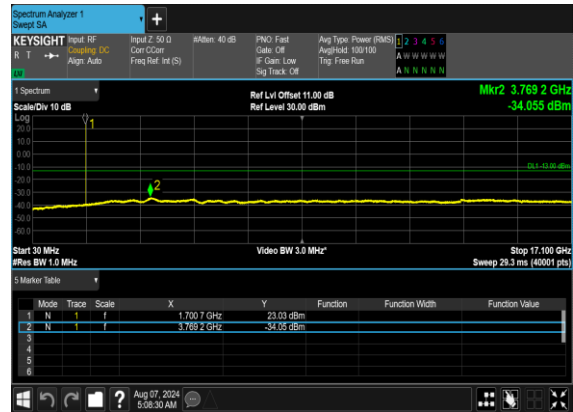 Spectrum Analyzer 1
Swept SA
+
KEYSIGHT Input: RF Input Z: 50 Ω #Atten: 40 dB PNO: Fast Avg Type: Power (RMS) 1 2 3 4 5 6
R T Coupling: DC Corr CCorr Gate: Off Avg|Hold: 100/100 A W W W W W
Align: Auto Freq Ref: Int (S) IF Gain: Low Trig: Free Run
Sig Track: Off A N N N N N
LW
1 Spectrum Ref Lvl Offset 11.00 dB Mkr2 3.769 2 GHz
Scale/Div 10 dB Ref Level 30.00 dBm -34.055 dBm
Log
20.0 1
10.0
0.00
-10.0 DL1 -13.00 dBm
-20.0
2
-30.0
-40.0
-50.0
-60.0
Start 30 MHz Video BW 3.0 MHz* Stop 17.100 GHz
#Res BW 1.0 MHz Sweep 29.3 ms (40001 pts)
5 Marker Table
Mode Trace Scale X Y Function Function Width Function Value
1 N 1 f 1.700 7 GHz 23.03 dBm
2 N 1 f 3.769 2 GHz -34.05 dBm
3
4
5
6
? Aug 07, 2024
5:08:30 AM